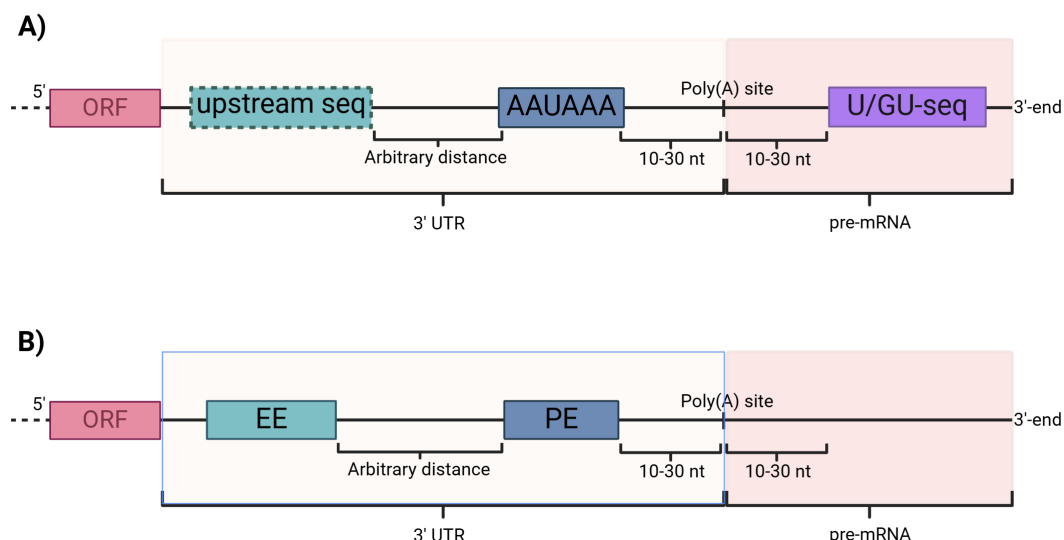 A)
5'
ORF
upstream seq
AAUAAA
Poly(A) site
U/GU-seq
3'-end
Arbitrary distance
10-30 nt
10-30 nt
3' UTR
pre-mRNA
B)
5'
ORF
EE
PE
Poly(A) site
3'-end
Arbitrary distance
10-30 nt
10-30 nt
3' UTR
pre-mRNA